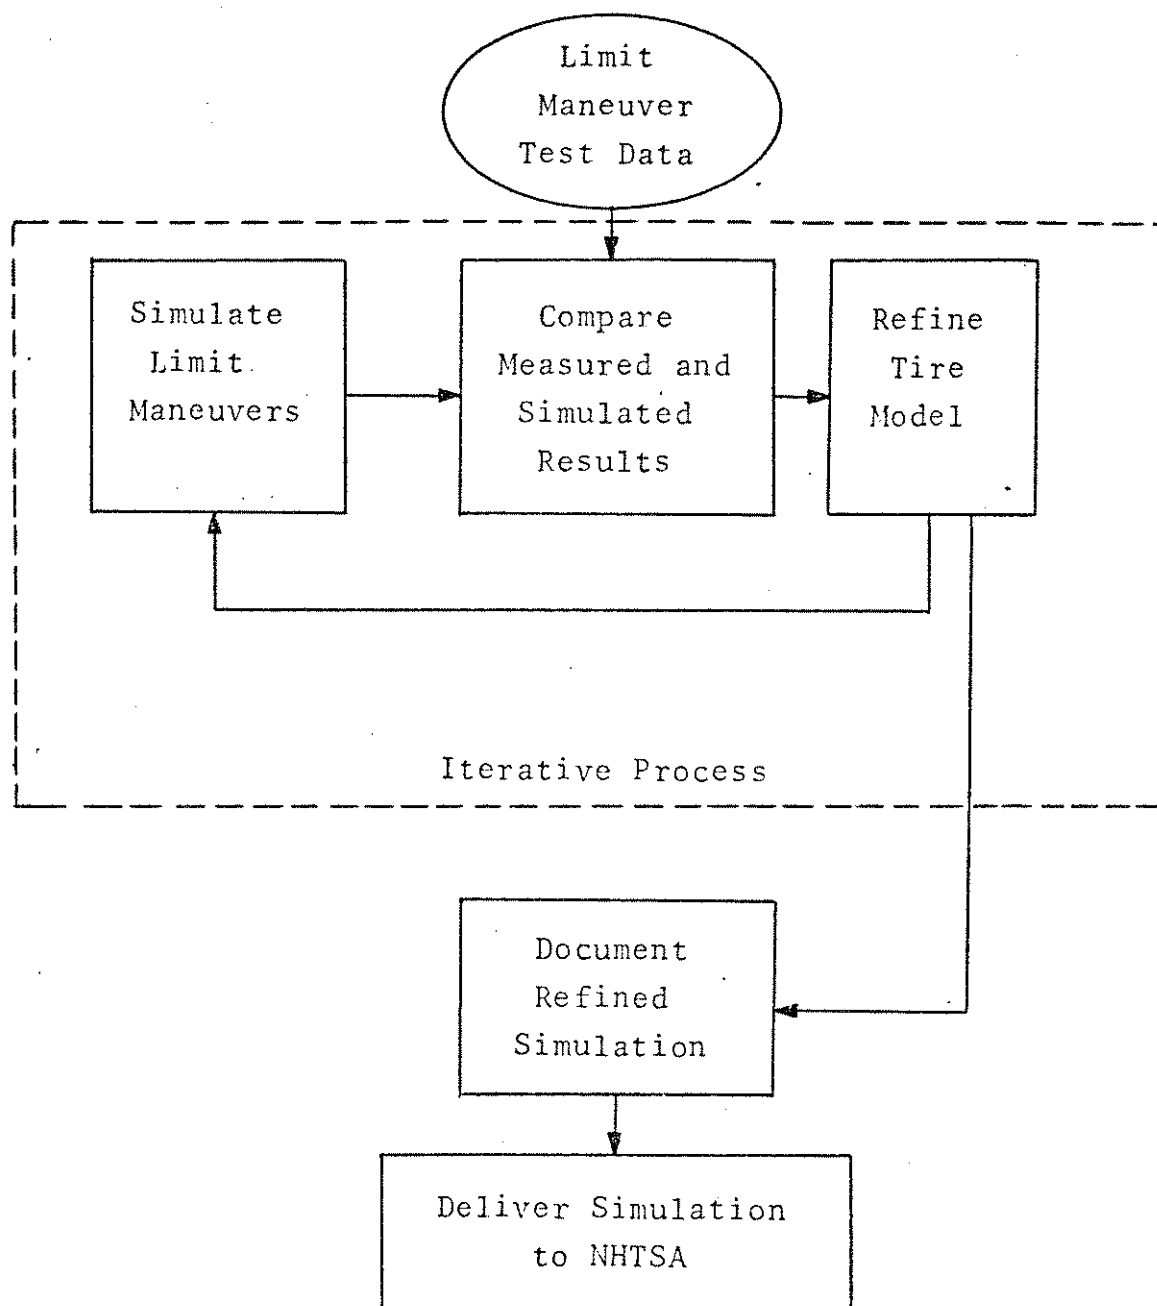 Limit
Maneuver
Test Data
Simulate
Limit
Maneuvers
Compare
Measured and
Simulated
Results
Refine
Tire
Model
Iterative Process
Document
Refined
Simulation
Deliver Simulation
to NHTSA